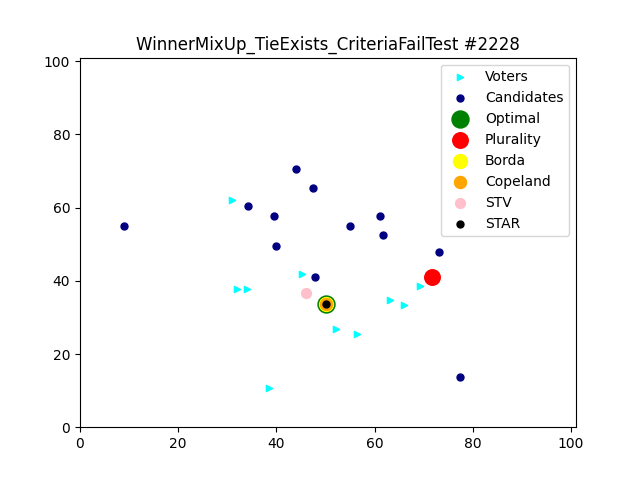 WinnerMixUp_TieExists_CriteriaFailTest #2228
Voters
Candidates
Optimal
Plurality
Borda
Copeland
STV
STAR
100
80
60
40
20
0
0 20 40 60 80 100